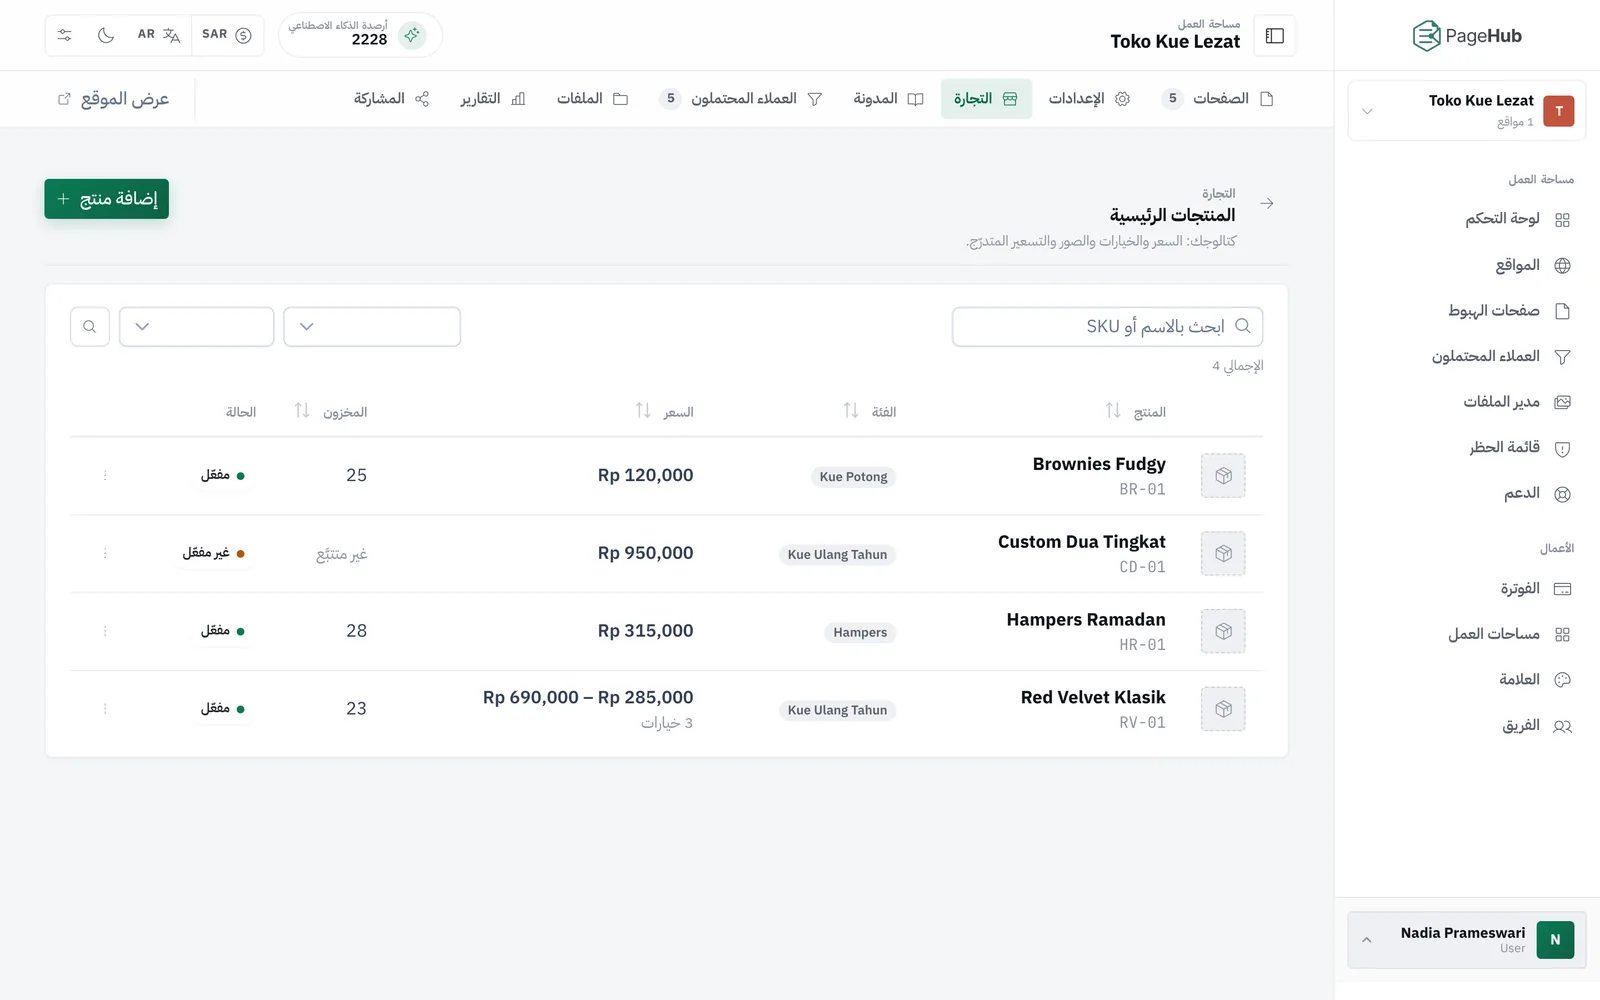 PageHub
Toko Kue Lezat
1 مواقع
T
مساحة العمل
لوحة التحكم
المواقع
صفحات الهبوط
العملاء المحتملون
مدير الملفات
قائمة الحظر
الدعم
الأعمال
الفوترة
مساحات العمل
العلامة
الفريق
Nadia Prameswari
User
N
مساحة العمل
Toko Kue Lezat
أرصدة الذكاء الاصطناعي
2228
SAR
AR
الصفحات 5
الإعدادات
التجارة
المدونة
العملاء المحتملون 5
الملفات
التقارير
المشاركة
عرض الموقع
التجارة
المنتجات الرئيسية
كتالوجك: السعر والخيارات والصور والتسعير المتدرّج.
إضافة منتج +
ابحث بالاسم أو SKU
الإجمالي 4
المنتج الفئة السعر المخزون الحالة
Brownies Fudgy
BR-01
Kue Potong
Rp 120,000
25
مفعّل
Custom Dua Tingkat
CD-01
Kue Ulang Tahun
Rp 950,000
غير متتبَّع
غير مفعّل
Hampers Ramadan
HR-01
Hampers
Rp 315,000
28
مفعّل
Red Velvet Klasik
RV-01
Kue Ulang Tahun
Rp 690,000 – Rp 285,000
3 خيارات
23
مفعّل